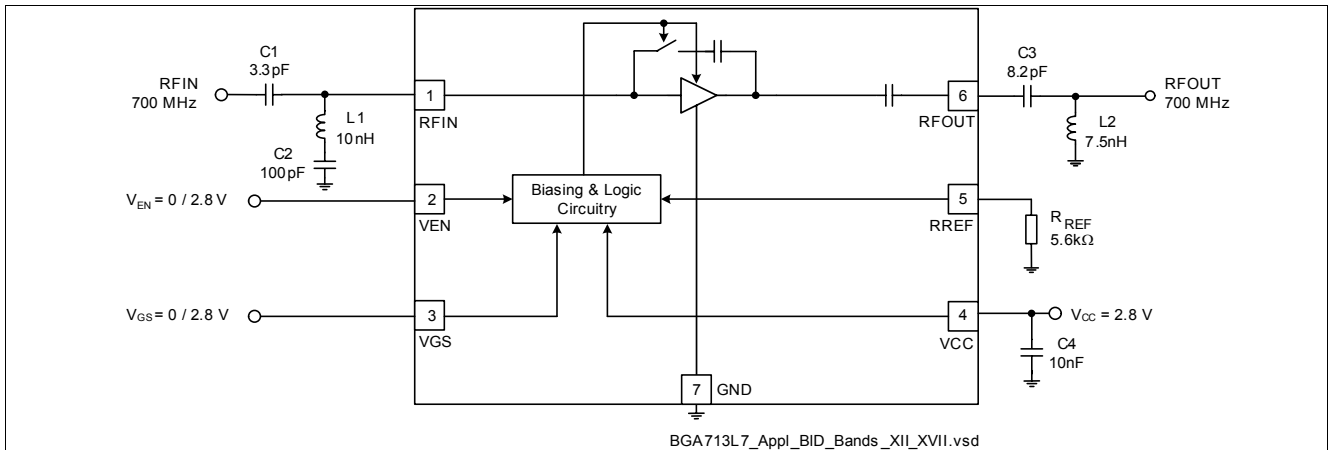 C1
3.3pF
RFIN
700 MHz
L1
10nH
C2
100pF
1
RFIN
6
RFOUT
C3
8.2pF
RFOUT
700 MHz
L2
7.5nH
V_EN = 0 / 2.8 V
2
VEN
Biasing & Logic
Circuitry
5
RREF
R_REF
5.6kΩ
V_GS = 0 / 2.8 V
3
VGS
4
VCC
V_CC = 2.8 V
C4
10nF
7
GND
BGA713L7_Appl_BID_Bands_XII_XVII.vsd